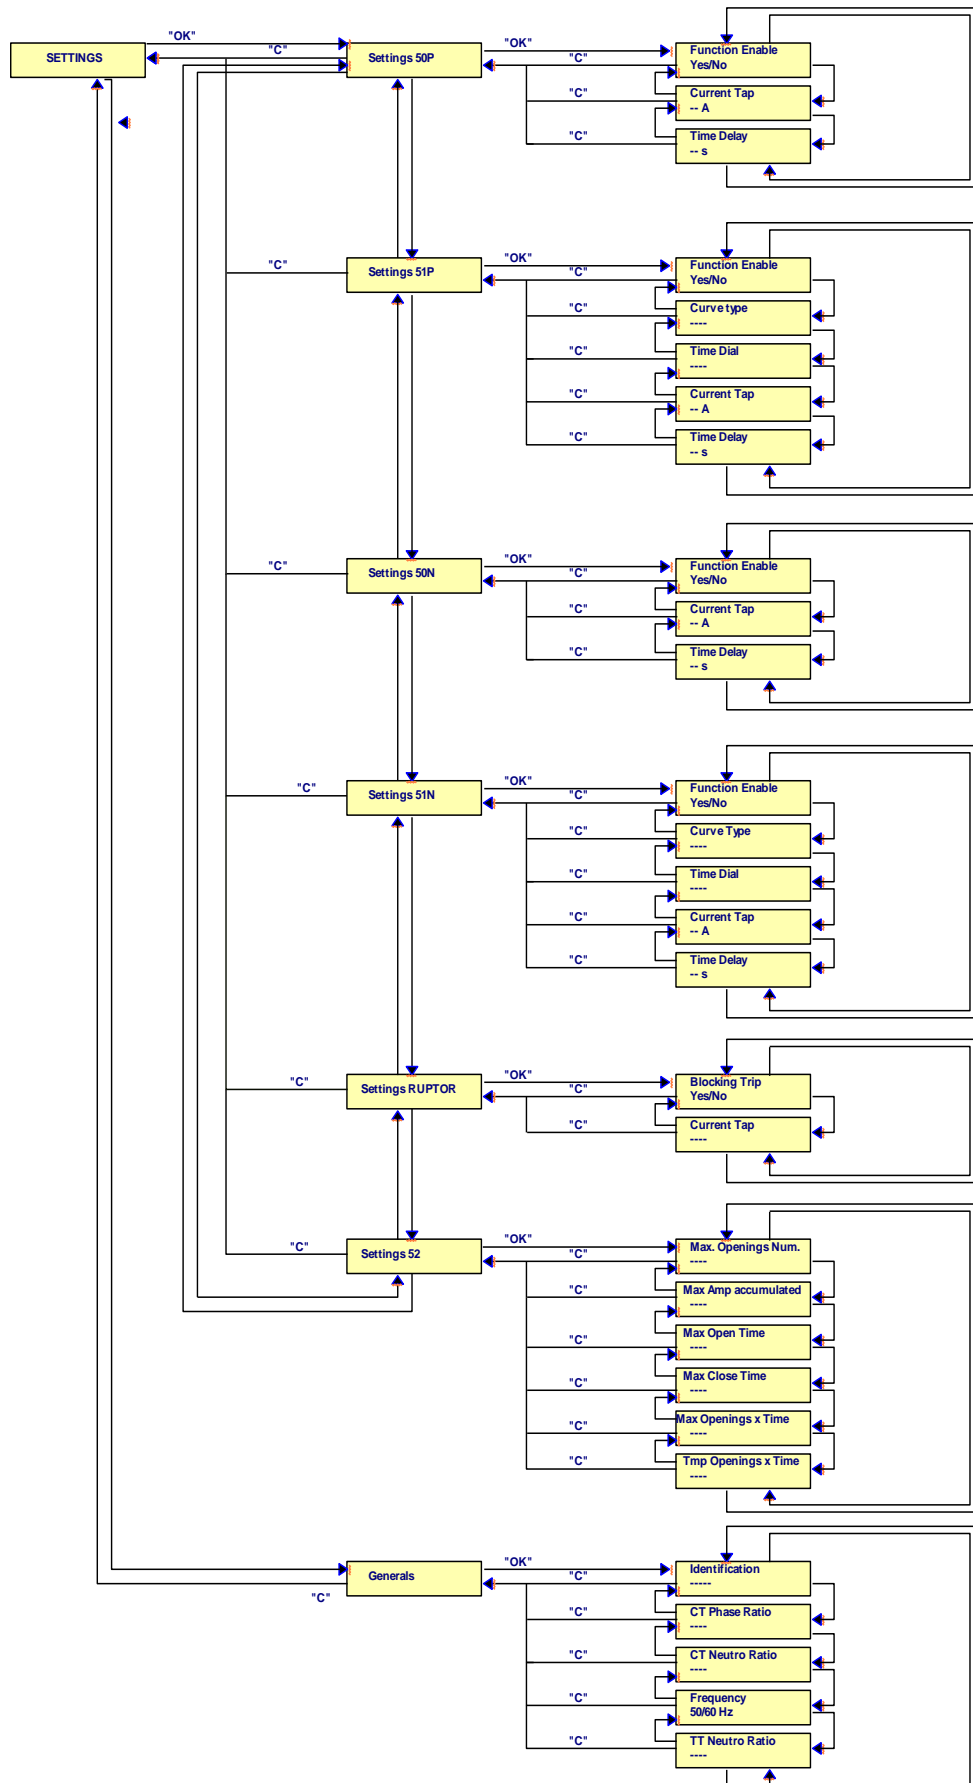 "OK"
"C"
SETTINGS
Settings 50P
"OK"
"C"
Function Enable
Yes/No
"C"
Current Tap
-- A
"C"
Time Delay
-- s
"C"
Settings 51P
"OK"
"C"
Function Enable
Yes/No
"C"
Curve type
----
"C"
Time Dial
----
"C"
Current Tap
-- A
"C"
Time Delay
-- s
"C"
Settings 50N
"OK"
"C"
Function Enable
Yes/No
"C"
Current Tap
-- A
"C"
Time Delay
-- s
"C"
Settings 51N
"OK"
"C"
Function Enable
Yes/No
"C"
Curve Type
----
"C"
Time Dial
----
"C"
Current Tap
-- A
"C"
Time Delay
-- s
"C"
Settings RUPTOR
"OK"
"C"
Blocking Trip
Yes/No
"C"
Current Tap
----
"C"
Settings 52
"OK"
"C"
Max. Openings Num.
----
"C"
Max Amp accumulated
----
"C"
Max Open Time
----
"C"
Max Close Time
----
"C"
Max Openings x Time
----
"C"
Tmp Openings x Time
----
"C"
Generals
"OK"
"C"
Identification
-----
"C"
CT Phase Ratio
----
"C"
CT Neutro Ratio
----
"C"
Frequency
50/60 Hz
"C"
TT Neutro Ratio
----